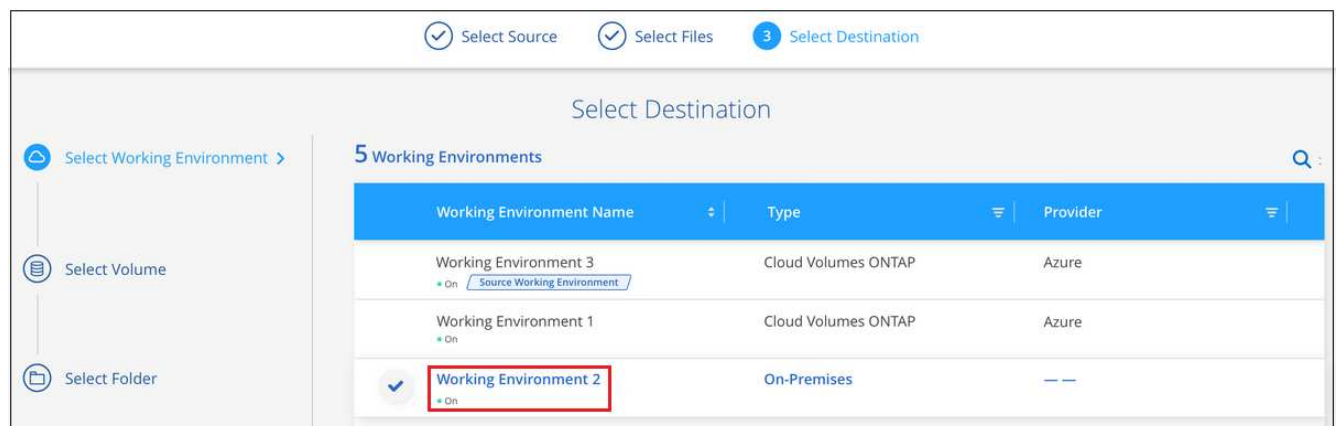 Select Source
Select Files
3 Select Destination
Select Destination
Select Working Environment
5 Working Environments
Working Environment Name
Type
Provider
Working Environment 3
Cloud Volumes ONTAP
Azure
On
Source Working Environment
Select Volume
Working Environment 1
Cloud Volumes ONTAP
Azure
On
Select Folder
Working Environment 2
On-Premises
— —
On